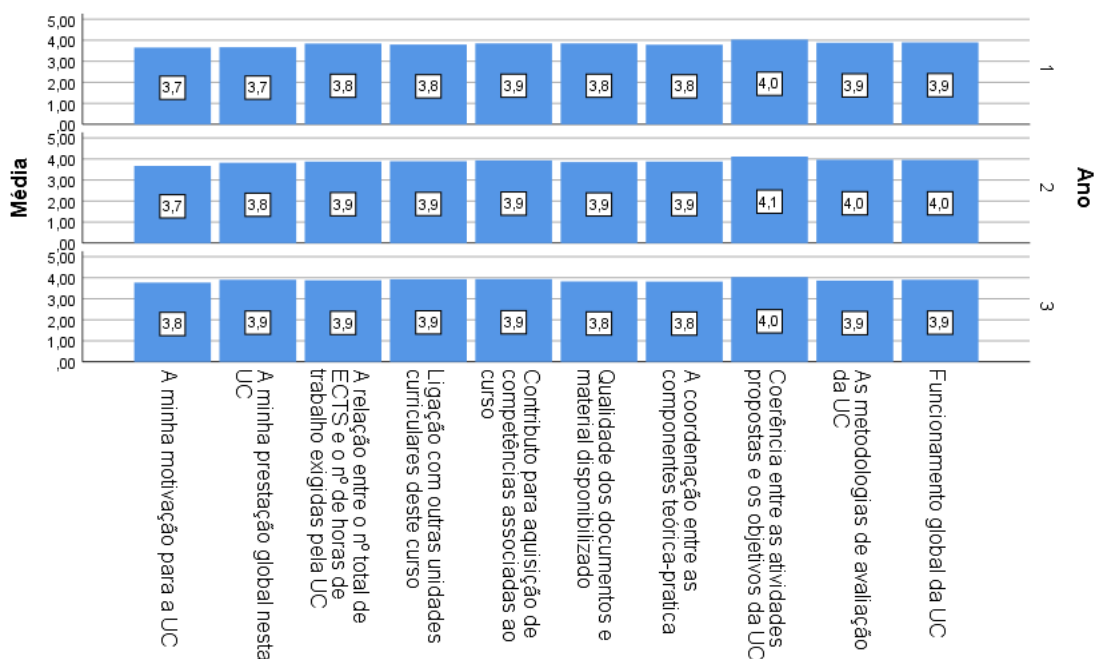 Média
Ano
5,00
4,00
3,00
2,00
1,00
,00
3,7
3,7
3,8
3,8
3,9
3,8
3,8
4,0
3,9
3,9
1
5,00
4,00
3,00
2,00
1,00
,00
3,7
3,8
3,9
3,9
3,9
3,9
3,9
4,1
4,0
4,0
2
5,00
4,00
3,00
2,00
1,00
,00
3,8
3,9
3,9
3,9
3,9
3,8
3,8
4,0
3,9
3,9
3
A minha motivação para a UC
A minha prestação global nesta
UC
A relação entre o nº total de
ECTS e o nº de horas de
trabalho exigidas pela UC
Ligação com outras unidades
curriculares deste curso
Contributo para aquisição de
competências associadas ao
curso
Qualidade dos documentos e
material disponibilizado
A coordenação entre as
componentes teórica-pratica
Coerência entre as atividades
propostas e os objetivos da UC
As metodologias de avaliação
da UC
Funcionamento global da UC